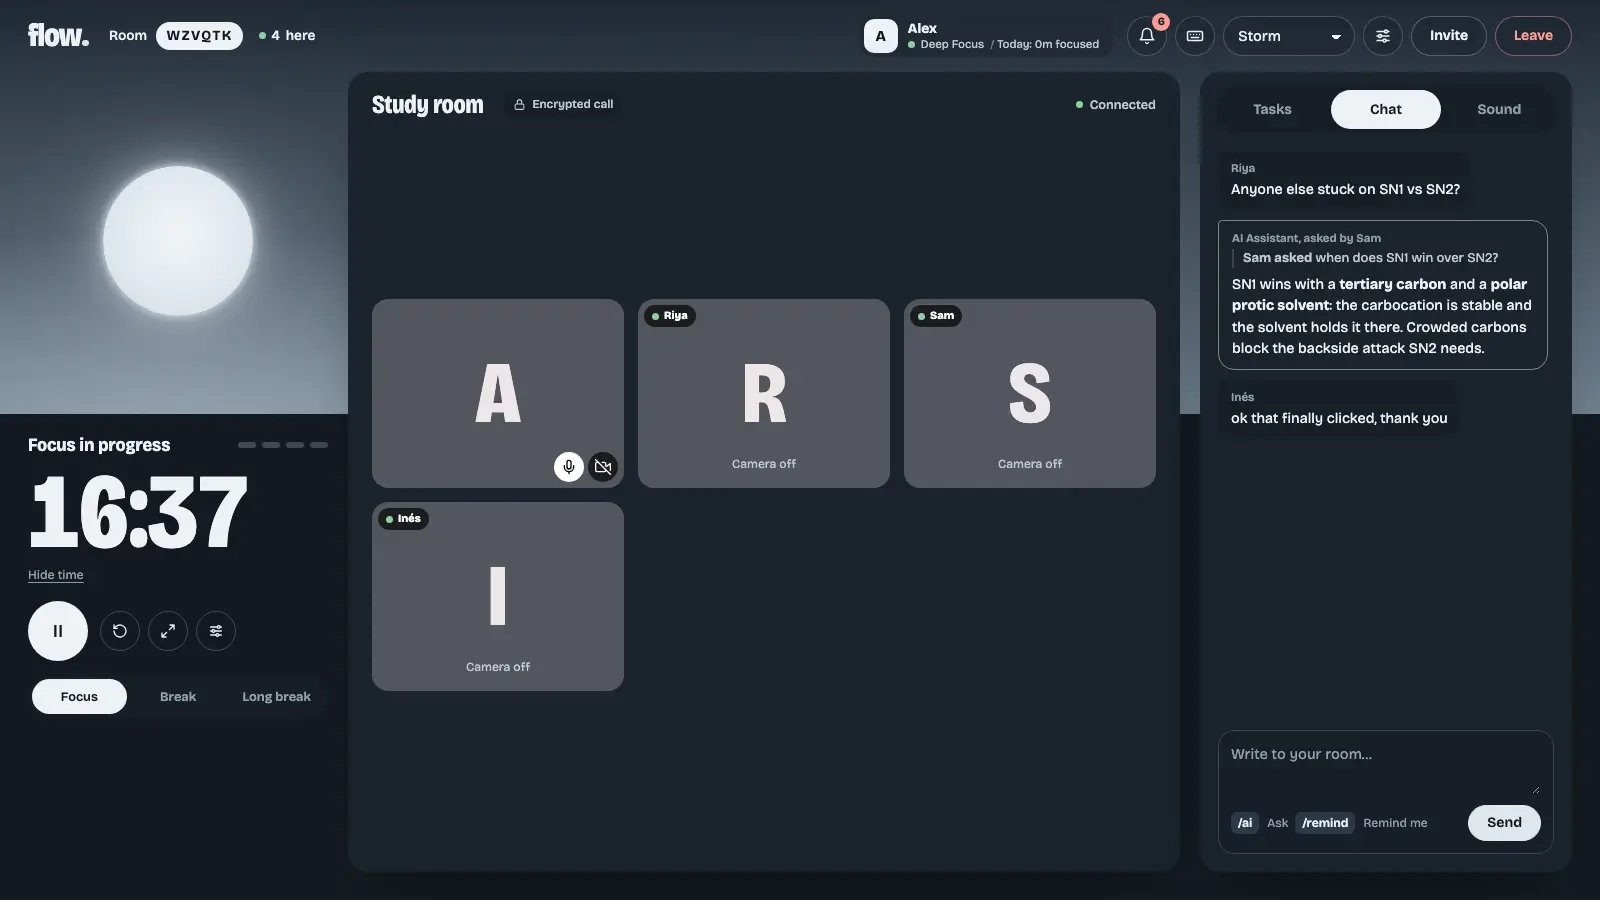 flow.
Room WZVQTK 4 here
A
Alex
Deep Focus / Today: 0m focused
6
Storm
Invite
Leave
Focus in progress
16:37
Hide time
Focus Break Long break
Study room
Encrypted call
Connected
A
Riya
R
Camera off
Sam
S
Camera off
Inés
I
Camera off
Tasks Chat Sound
Riya
Anyone else stuck on SN1 vs SN2?
AI Assistant, asked by Sam
Sam asked when does SN1 win over SN2?
SN1 wins with a tertiary carbon and a polar
protic solvent: the carbocation is stable and
the solvent holds it there. Crowded carbons
block the backside attack SN2 needs.
Inés
ok that finally clicked, thank you
Write to your room...
/ai Ask /remind Remind me
Send